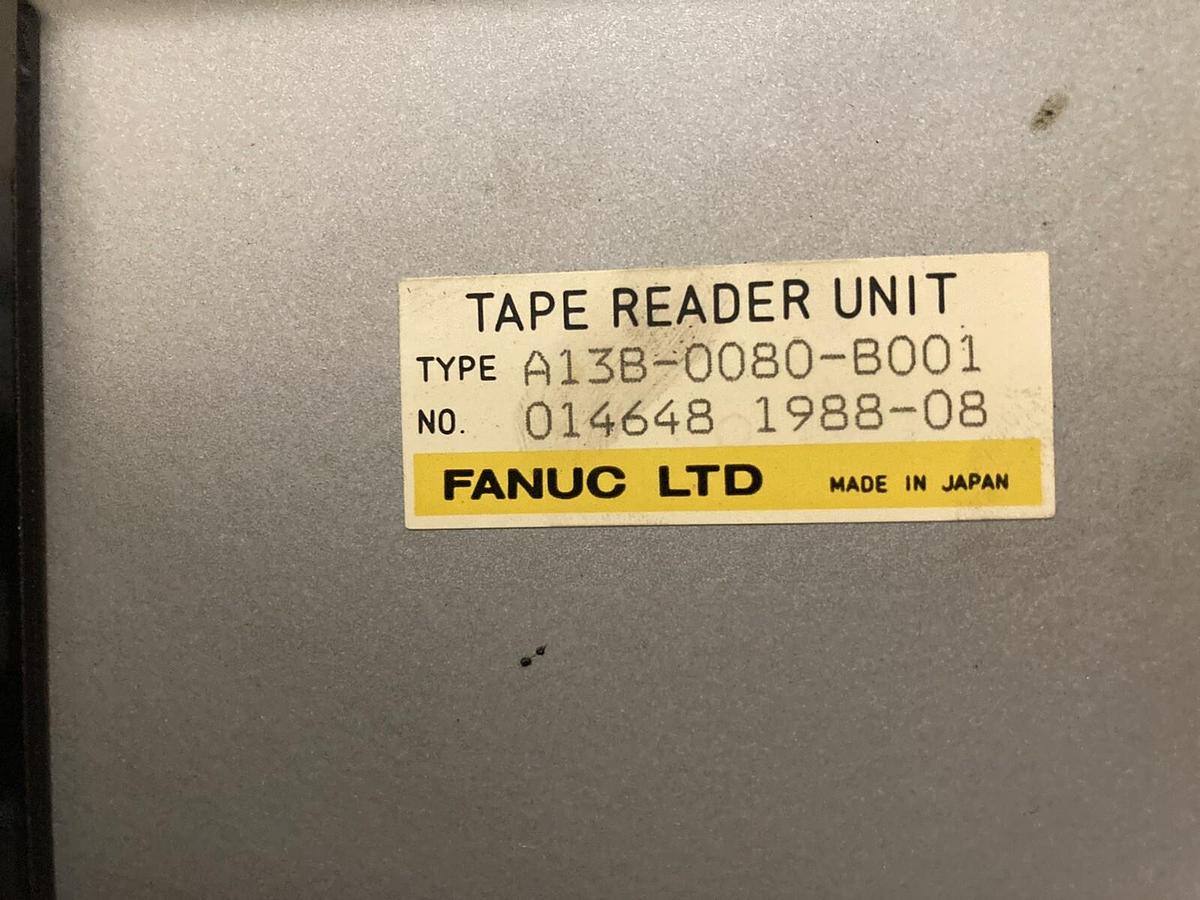 TAPE READER UNIT
TYPE A13B-0080-B001
NO. 014648 1988-08
FANUC LTD MADE IN JAPAN